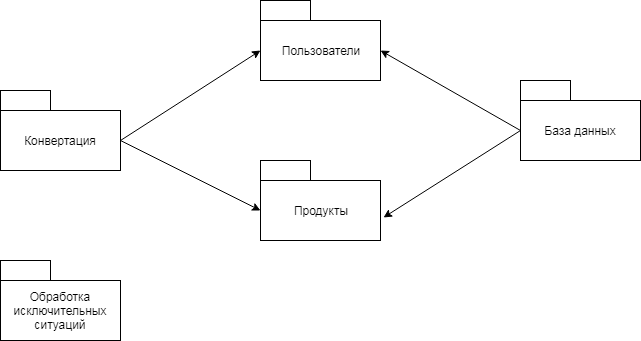 Пользователи
Конвертация
База данных
Продукты
Обработка
исключительных
ситуаций